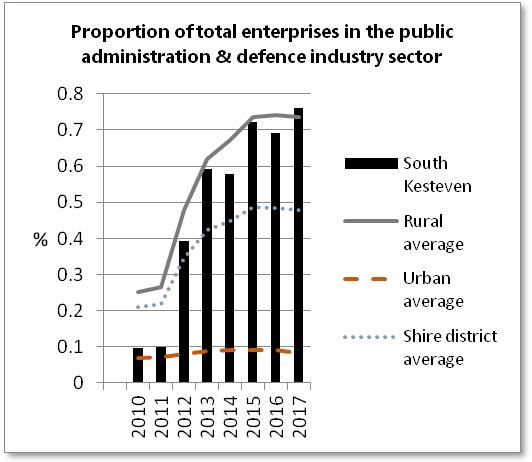 Proportion of total enterprises in the public
administration & defence industry sector
0.8
0.7
0.6
0.5
0.4
0.3
0.2
0.1
0
%
2010
2011
2012
2013
2014
2015
2016
2017
South
Kesteven
Rural
average
Urban
average
Shire district
average